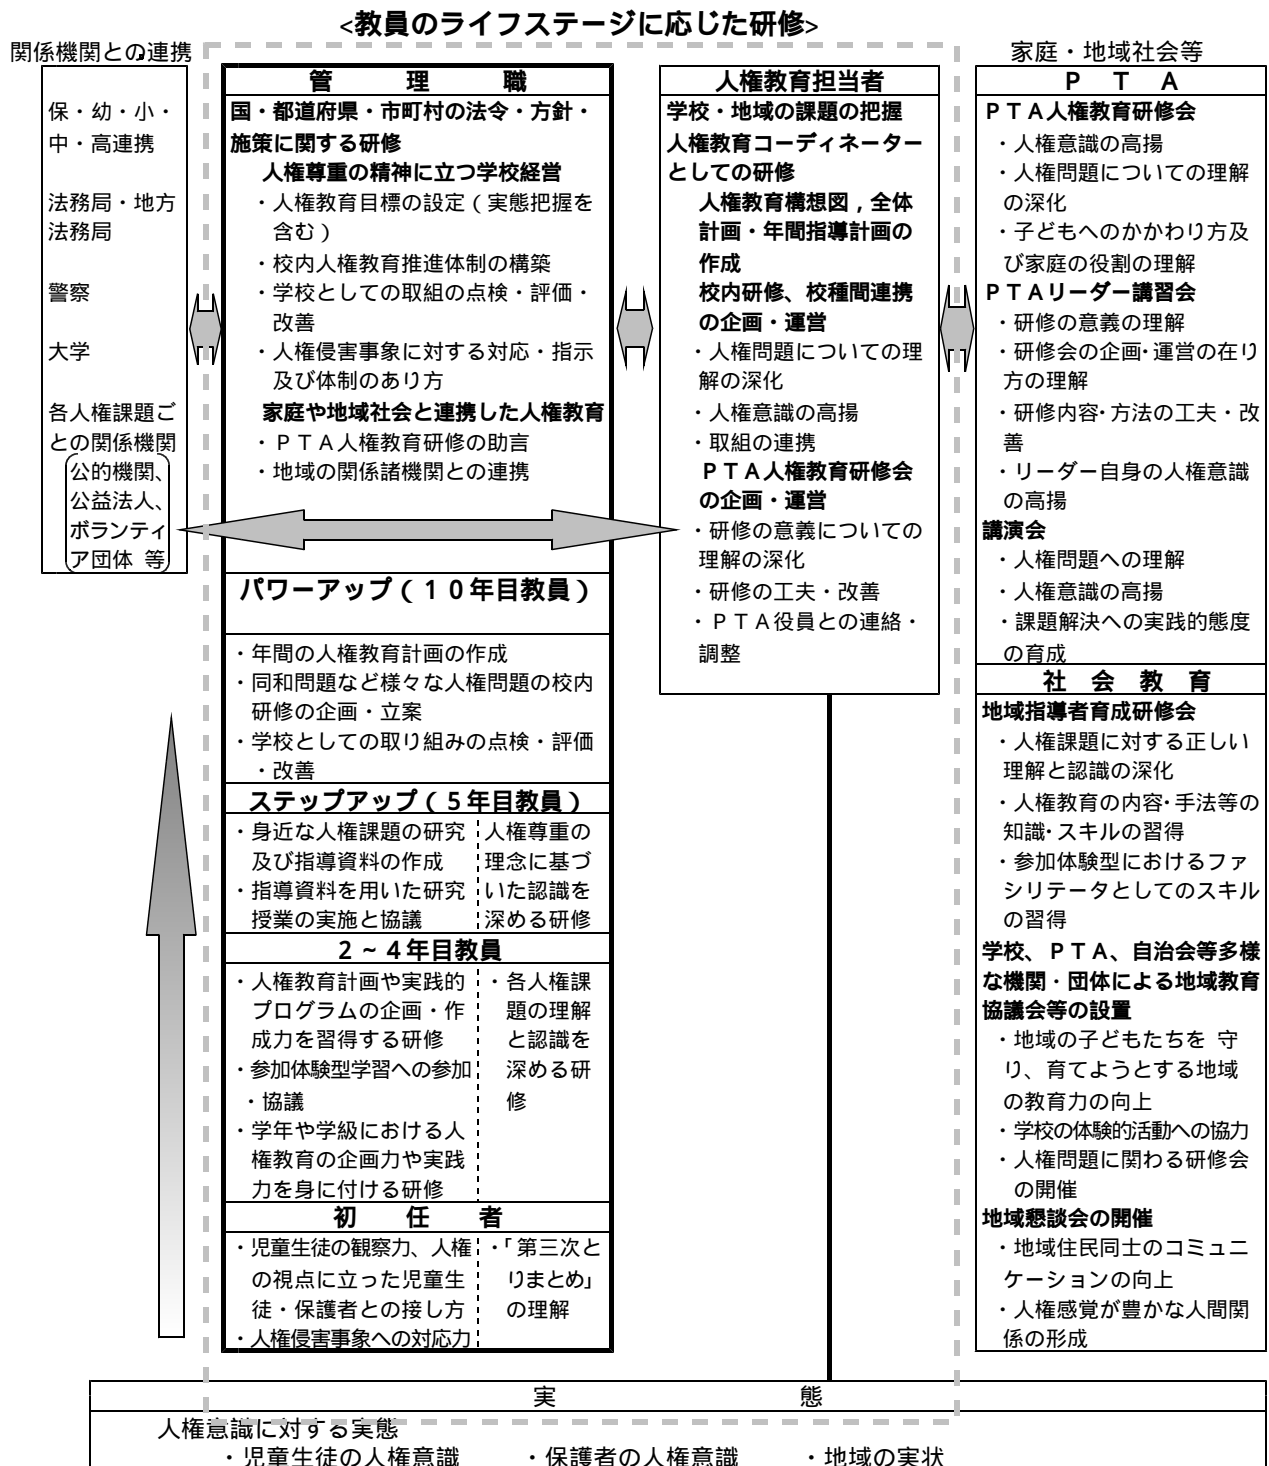 <教員のライフステージに応じた研修>
関係機関との連携
保・幼・小・
中・高連携
法務局・地方
法務局
警察
大学
各人権課題ご
との関係機関
公的機関、
公益法人、
ボランティ
ア団体 等
管 理 職
国・都道府県・市町村の法令・方針・
施策に関する研修
人権尊重の精神に立つ学校経営
・人権教育目標の設定(実態把握を
含む)
・校内人権教育推進体制の構築
・学校としての取組の点検・評価・
改善
・人権侵害事象に対する対応・指示
及び体制のあり方
家庭や地域社会と連携した人権教育
・PTA人権教育研修の助言
・地域の関係諸機関との連携
パワーアップ(10年目教員)
・年間の人権教育計画の作成
・同和問題など様々な人権問題の校内
研修の企画・立案
・学校としての取り組みの点検・評価
・改善
ステップアップ(5年目教員)
・身近な人権課題の研究
及び指導資料の作成
・指導資料を用いた研究
授業の実施と協議
人権尊重の
理念に基づ
いた認識を
深める研修
2~4年目教員
・人権教育計画や実践的
プログラムの企画・作
成力を習得する研修
・参加体験型学習への参加
・協議
・学年や学級における人
権教育の企画力や実践
力を身に付ける研修
・各人権課
題の理解
と認識を
深める研
修
初 任 者
・児童生徒の観察力、人権
の視点に立った児童生
徒・保護者との接し方
・人権侵害事象への対応力
・「第三次と
りまとめ」
の理解
人権教育担当者
学校・地域の課題の把握
人権教育コーディネーター
としての研修
人権教育構想図,全体
計画・年間指導計画の
作成
校内研修、校種間連携
の企画・運営
・人権問題についての理
解の深化
・人権意識の高揚
・取組の連携
PTA人権教育研修会
の企画・運営
・研修の意義についての
理解の深化
・研修の工夫・改善
・PTA役員との連絡・
調整
家庭・地域社会等
P T A
PTA人権教育研修会
・人権意識の高揚
・人権問題についての理解
の深化
・子どもへのかかわり方及
び家庭の役割の理解
PTAリーダー講習会
・研修の意義の理解
・研修会の企画・運営の在り
方の理解
・研修内容・方法の工夫・改
善
・リーダー自身の人権意識
の高揚
講演会
・人権問題への理解
・人権意識の高揚
・課題解決への実践的態度
の育成
社 会 教 育
地域指導者育成研修会
・人権課題に対する正しい
理解と認識の深化
・人権教育の内容・手法等の
知識・スキルの習得
・参加体験型におけるファ
シリテータとしてのスキル
の習得
学校、PTA、自治会等多様
な機関・団体による地域教育
協議会等の設置
・地域の子どもたちを 守
り、育てようとする地域
の教育力の向上
・学校の体験的活動への協力
・人権問題に関わる研修会
の開催
地域懇談会の開催
・地域住民同士のコミュニ
ケーションの向上
・人権感覚が豊かな人間関
係の形成
実 態
人権意識に対する実態
・児童生徒の人権意識 ・保護者の人権意識 ・地域の実状